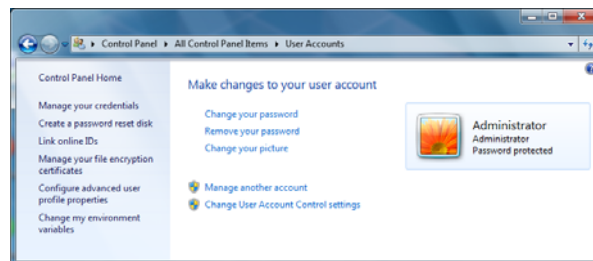 Control Panel ▸ All Control Panel Items ▸ User Accounts
Control Panel Home
Manage your credentials
Create a password reset disk
Link online IDs
Manage your file encryption
certificates
Configure advanced user
profile properties
Change my environment
variables
Make changes to your user account
Change your password
Remove your password
Change your picture
Manage another account
Change User Account Control settings
Administrator
Administrator
Password protected